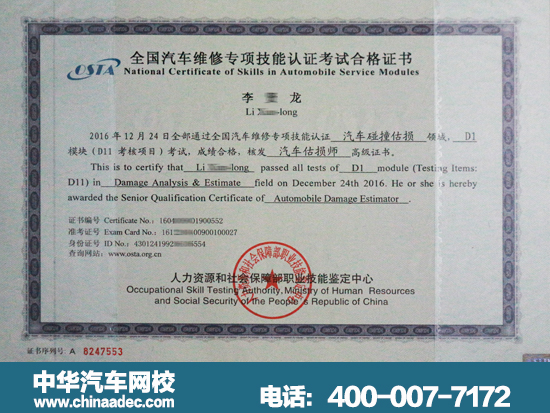 OSTA
全国汽车维修专项技能认证考试合格证书
National Certificate of Skills in Automobile Service Modules
李 龙
Li -long
2016 年 12 月 24 日全部通过全国汽车维修专项技能认证 汽车碰撞估损 领域、 D1
模块（D11 考核项目）考试，成绩合格，核发 汽车估损师 高级证书。
This is to certify that Li -long passed all tests of D1 module (Testing Items:
D11) in Damage Analysis & Estimate field on December 24th 2016. He or she is hereby
awarded the Senior Qualification Certificate of Automobile Damage Estimator.
证书编号 Certificate No.: 1604 D1900552
准考证号 Exam Card No.: 1612 00900100027
身份证号 ID No.: 4301241992 6554
查询网站: www.osta.org.cn
人力资源和社会保障部职业技能鉴定中心
Occupational Skill Testing Authority, Ministry of Human Resources
and Social Security of the People's Republic of China
证书序列号: A 8247553
中华汽车网校
www.chinaadec.com
电话: 400-007-7172